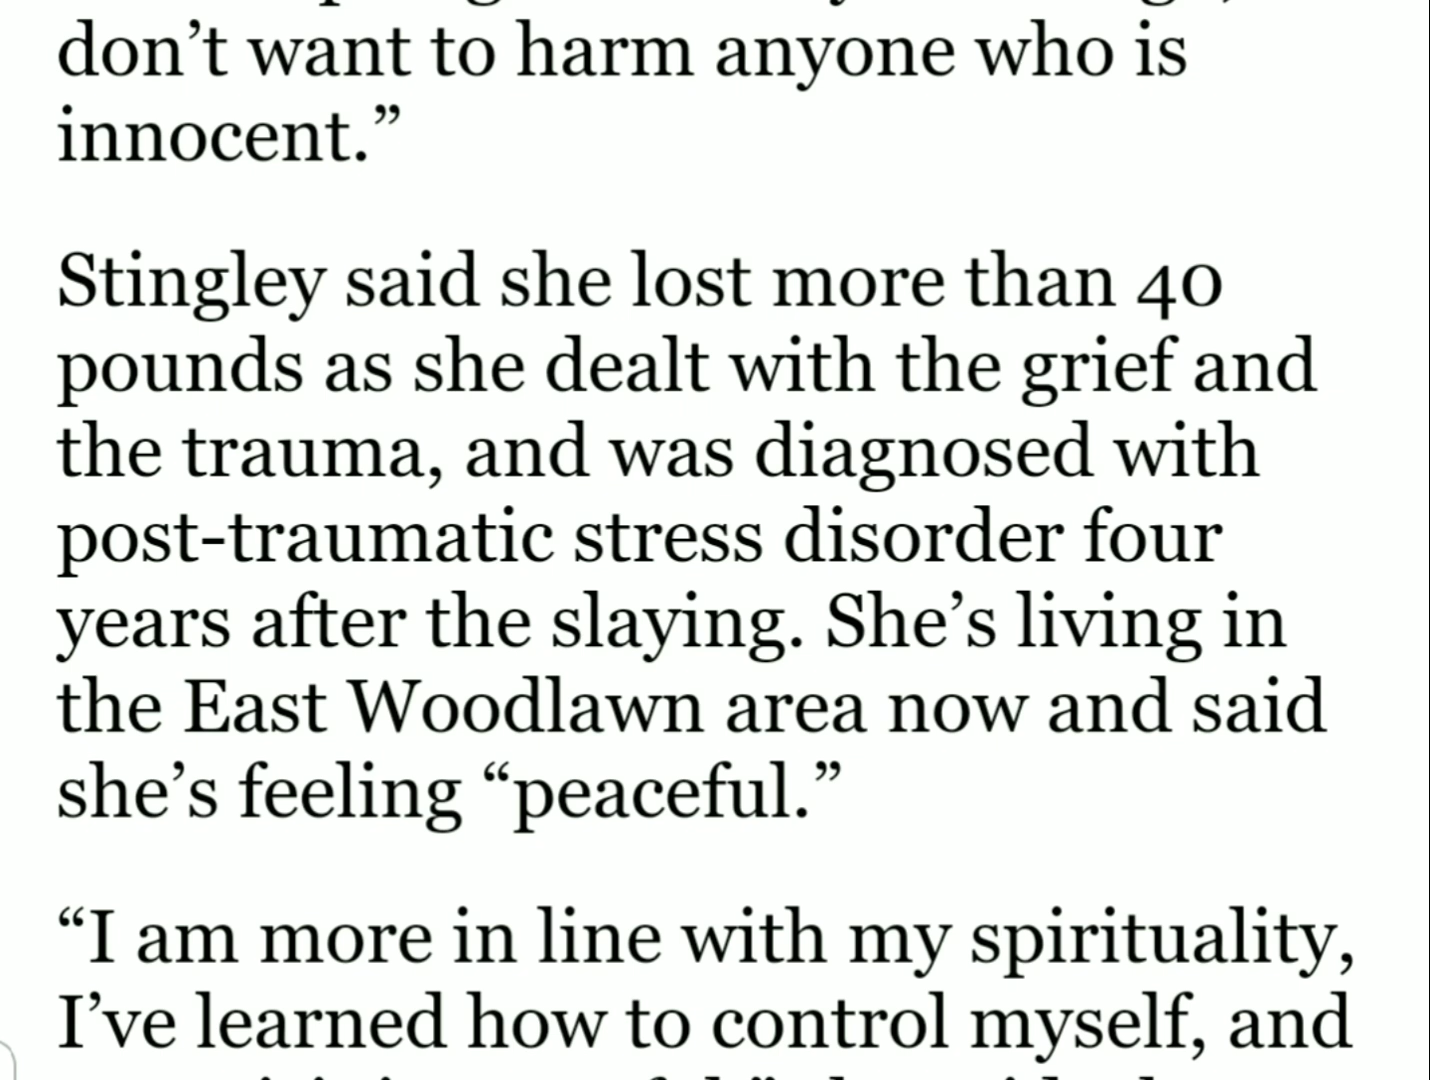 don’t want to harm anyone who is
innocent.”
Stingley said she lost more than 40
pounds as she dealt with the grief and
the trauma, and was diagnosed with
post-traumatic stress disorder four
years after the slaying. She’s living in
the East Woodlawn area now and said
she’s feeling “peaceful.”
“I am more in line with my spirituality,
I’ve learned how to control myself, and